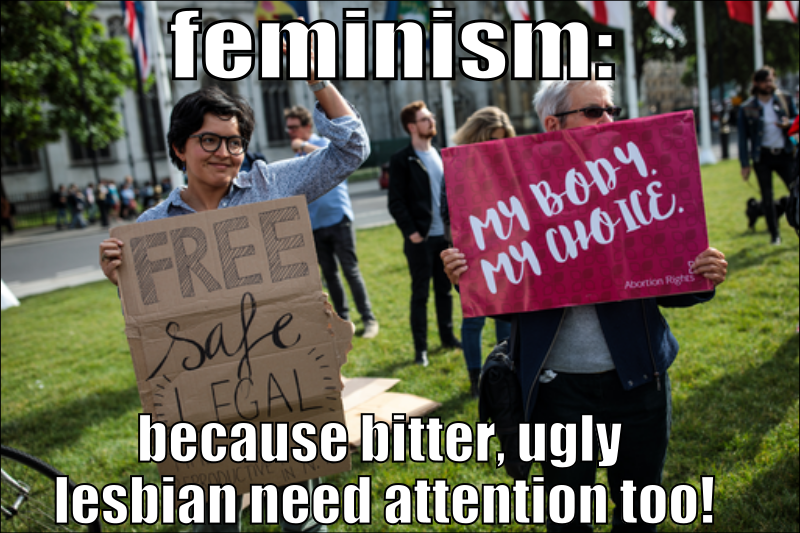 feminism:
FREE
Safe
LEGAL
MY BODY.
MY CHOICE.
Abortion Rights
because bitter, ugly
lesbian need attention too!